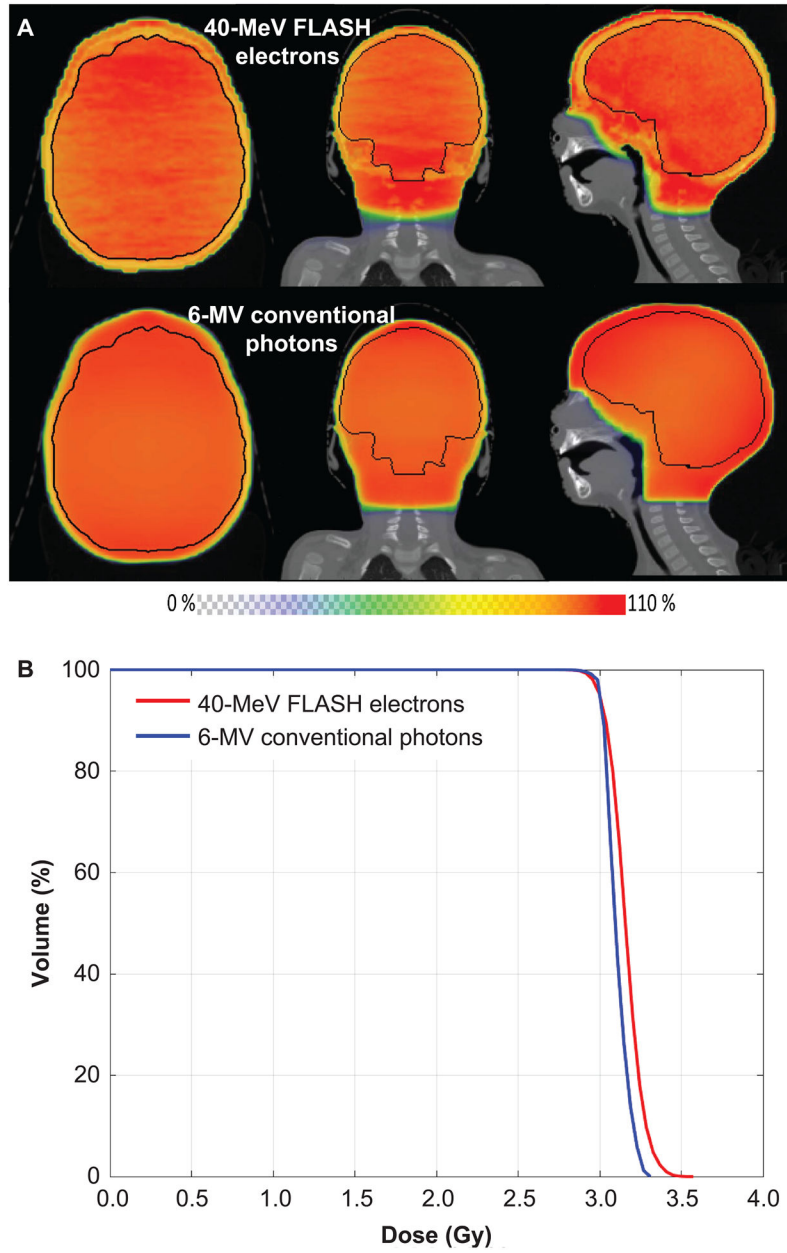 A
40-MeV FLASH
electrons
6-MV conventional
photons
0 %
110 %
B
100
80
60
40
20
0
Volume (%)
40-MeV FLASH electrons
6-MV conventional photons
0.0 0.5 1.0 1.5 2.0 2.5 3.0 3.5 4.0
Dose (Gy)